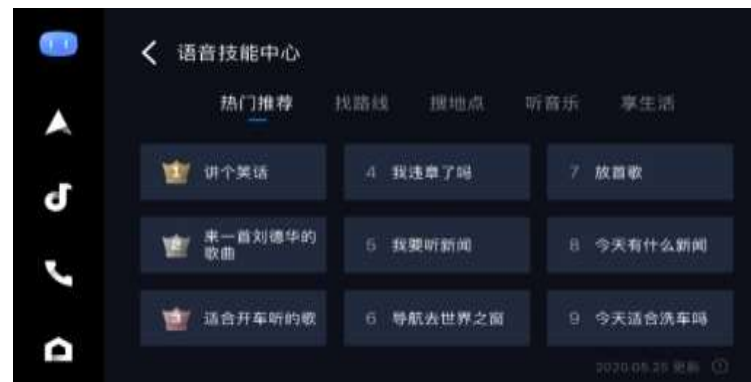 语音技能中心
热门推荐 找路线 搜地点 听音乐 享生活
1 讲个笑话
4 我违章了吗
7 放首歌
2 来一首刘德华的
歌曲
5 我要听新闻
8 今天有什么新闻
3 适合开车听的歌
6 导航去世界之窗
9 今天适合洗车吗
2020.05.25 更新